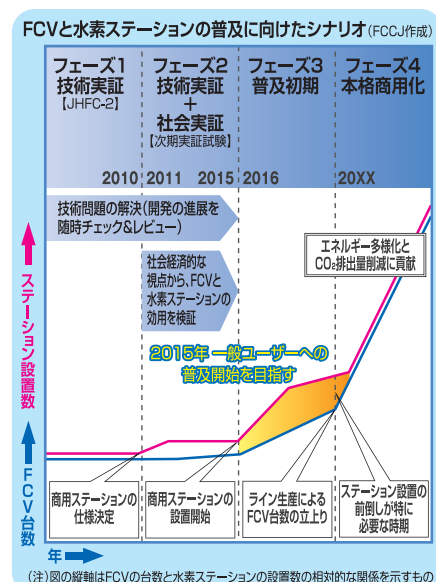 FCVと水素ステーションの普及に向けたシナリオ(FCCJ作成)
フェーズ1
技術実証
【JHFC-2】
フェーズ2
技術実証
+
社会実証
【次期実証試験】
フェーズ3
普及初期
フェーズ4
本格商用化
2010
2011
2015
2016
20XX
技術問題の解決(開発の進展を
随時チェック&レビュー)
社会経済的な
視点から、FCVと
水素ステーションの
効用を検証
エネルギー多様化と
CO₂排出量削減に貢献
2015年 一般ユーザーへの
普及開始を目指す
ステーション設置数
FCV台数
商用ステーションの
仕様決定
商用ステーションの
設置開始
ライン生産による
FCV台数の立上り
ステーション設置の
前倒しが特に
必要な時期
年
(注)図の縦軸はFCVの台数と水素ステーションの設置数の相対的な関係を示すもの